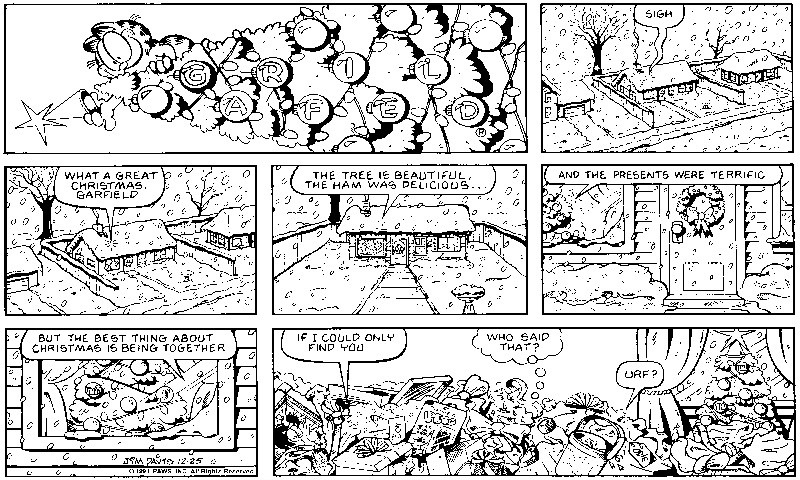 GARFIELD
®
SIGH
WHAT A GREAT
CHRISTMAS,
GARFIELD
THE TREE IS BEAUTIFUL,
THE HAM WAS DELICIOUS...
AND THE PRESENTS WERE TERRIFIC
BUT THE BEST THING ABOUT
CHRISTMAS IS BEING TOGETHER
JIM DAVIS 12-25
© 1991 PAWS, INC. All Rights Reserved
IF I COULD ONLY
FIND YOU
WHO SAID
THAT?
URF?